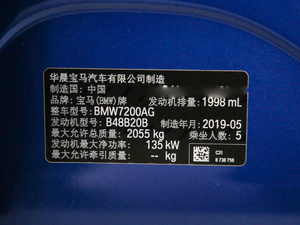 华晨宝马汽车有限公司制造
制造国：中国
品牌：宝马(BMW)牌 发动机排量：1998 mL
整车型号：BMW7200AG
发动机型号：B48B20B 制造年月：2019-05
最大允许总质量：2055 kg 乘坐人数：5
发动机最大净功率：135 kW
最大允许牵引质量：-- kg
C31
8 738 756